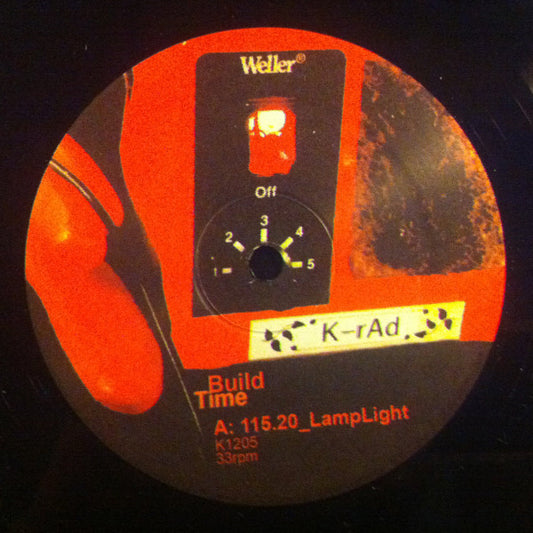 Weller®
Off
3
2 4
1 5
K-rAd
Build
Time
A: 115.20_LampLight
K1205
33rpm